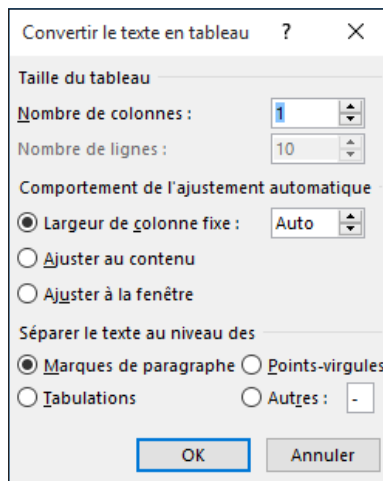 Convertir le texte en tableau ?
Taille du tableau
Nombre de colonnes : 1
Nombre de lignes : 10
Comportement de l'ajustement automatique
Largeur de colonne fixe : Auto
Ajuster au contenu
Ajuster à la fenêtre
Séparer le texte au niveau des
Marques de paragraphe Points-virgules
Tabulations Autres : -
OK Annuler